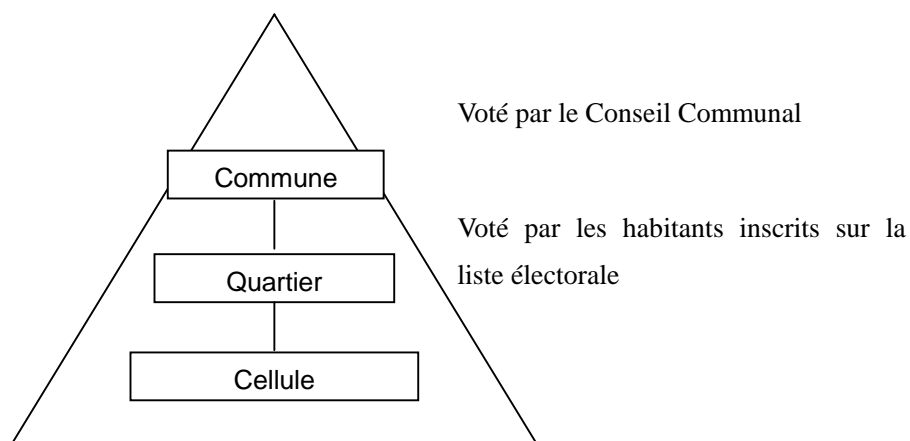 Voté par le Conseil Communal
Commune
Voté par les habitants inscrits sur la
liste électorale
Quartier
Cellule